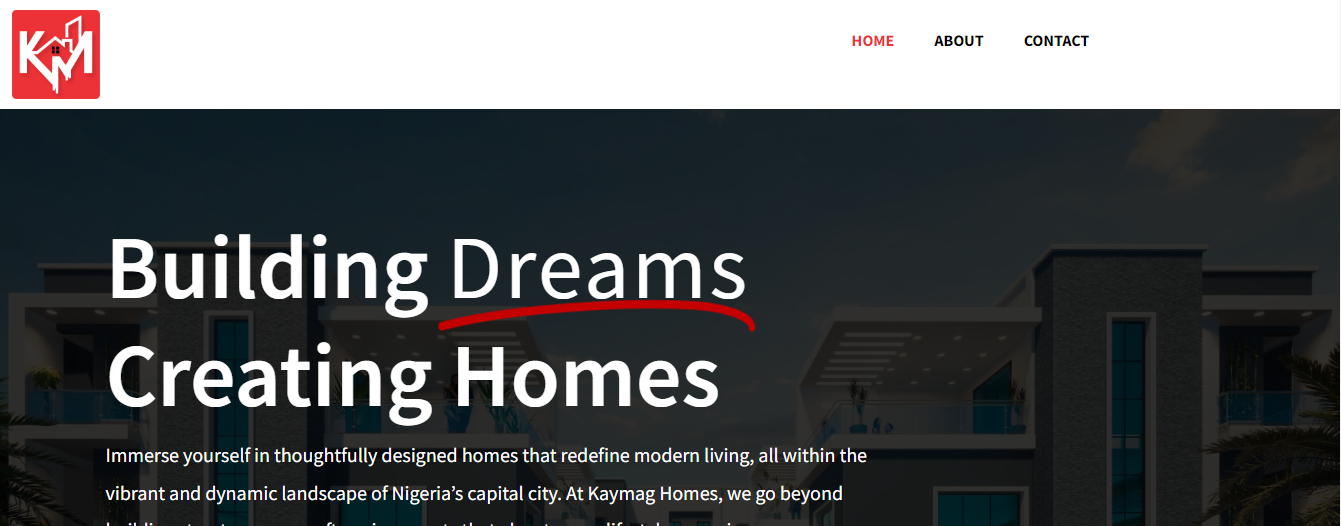 KM
HOME ABOUT CONTACT
Building Dreams
Creating Homes
Immerse yourself in thoughtfully designed homes that redefine modern living, all within the
vibrant and dynamic landscape of Nigeria’s capital city. At Kaymag Homes, we go beyond